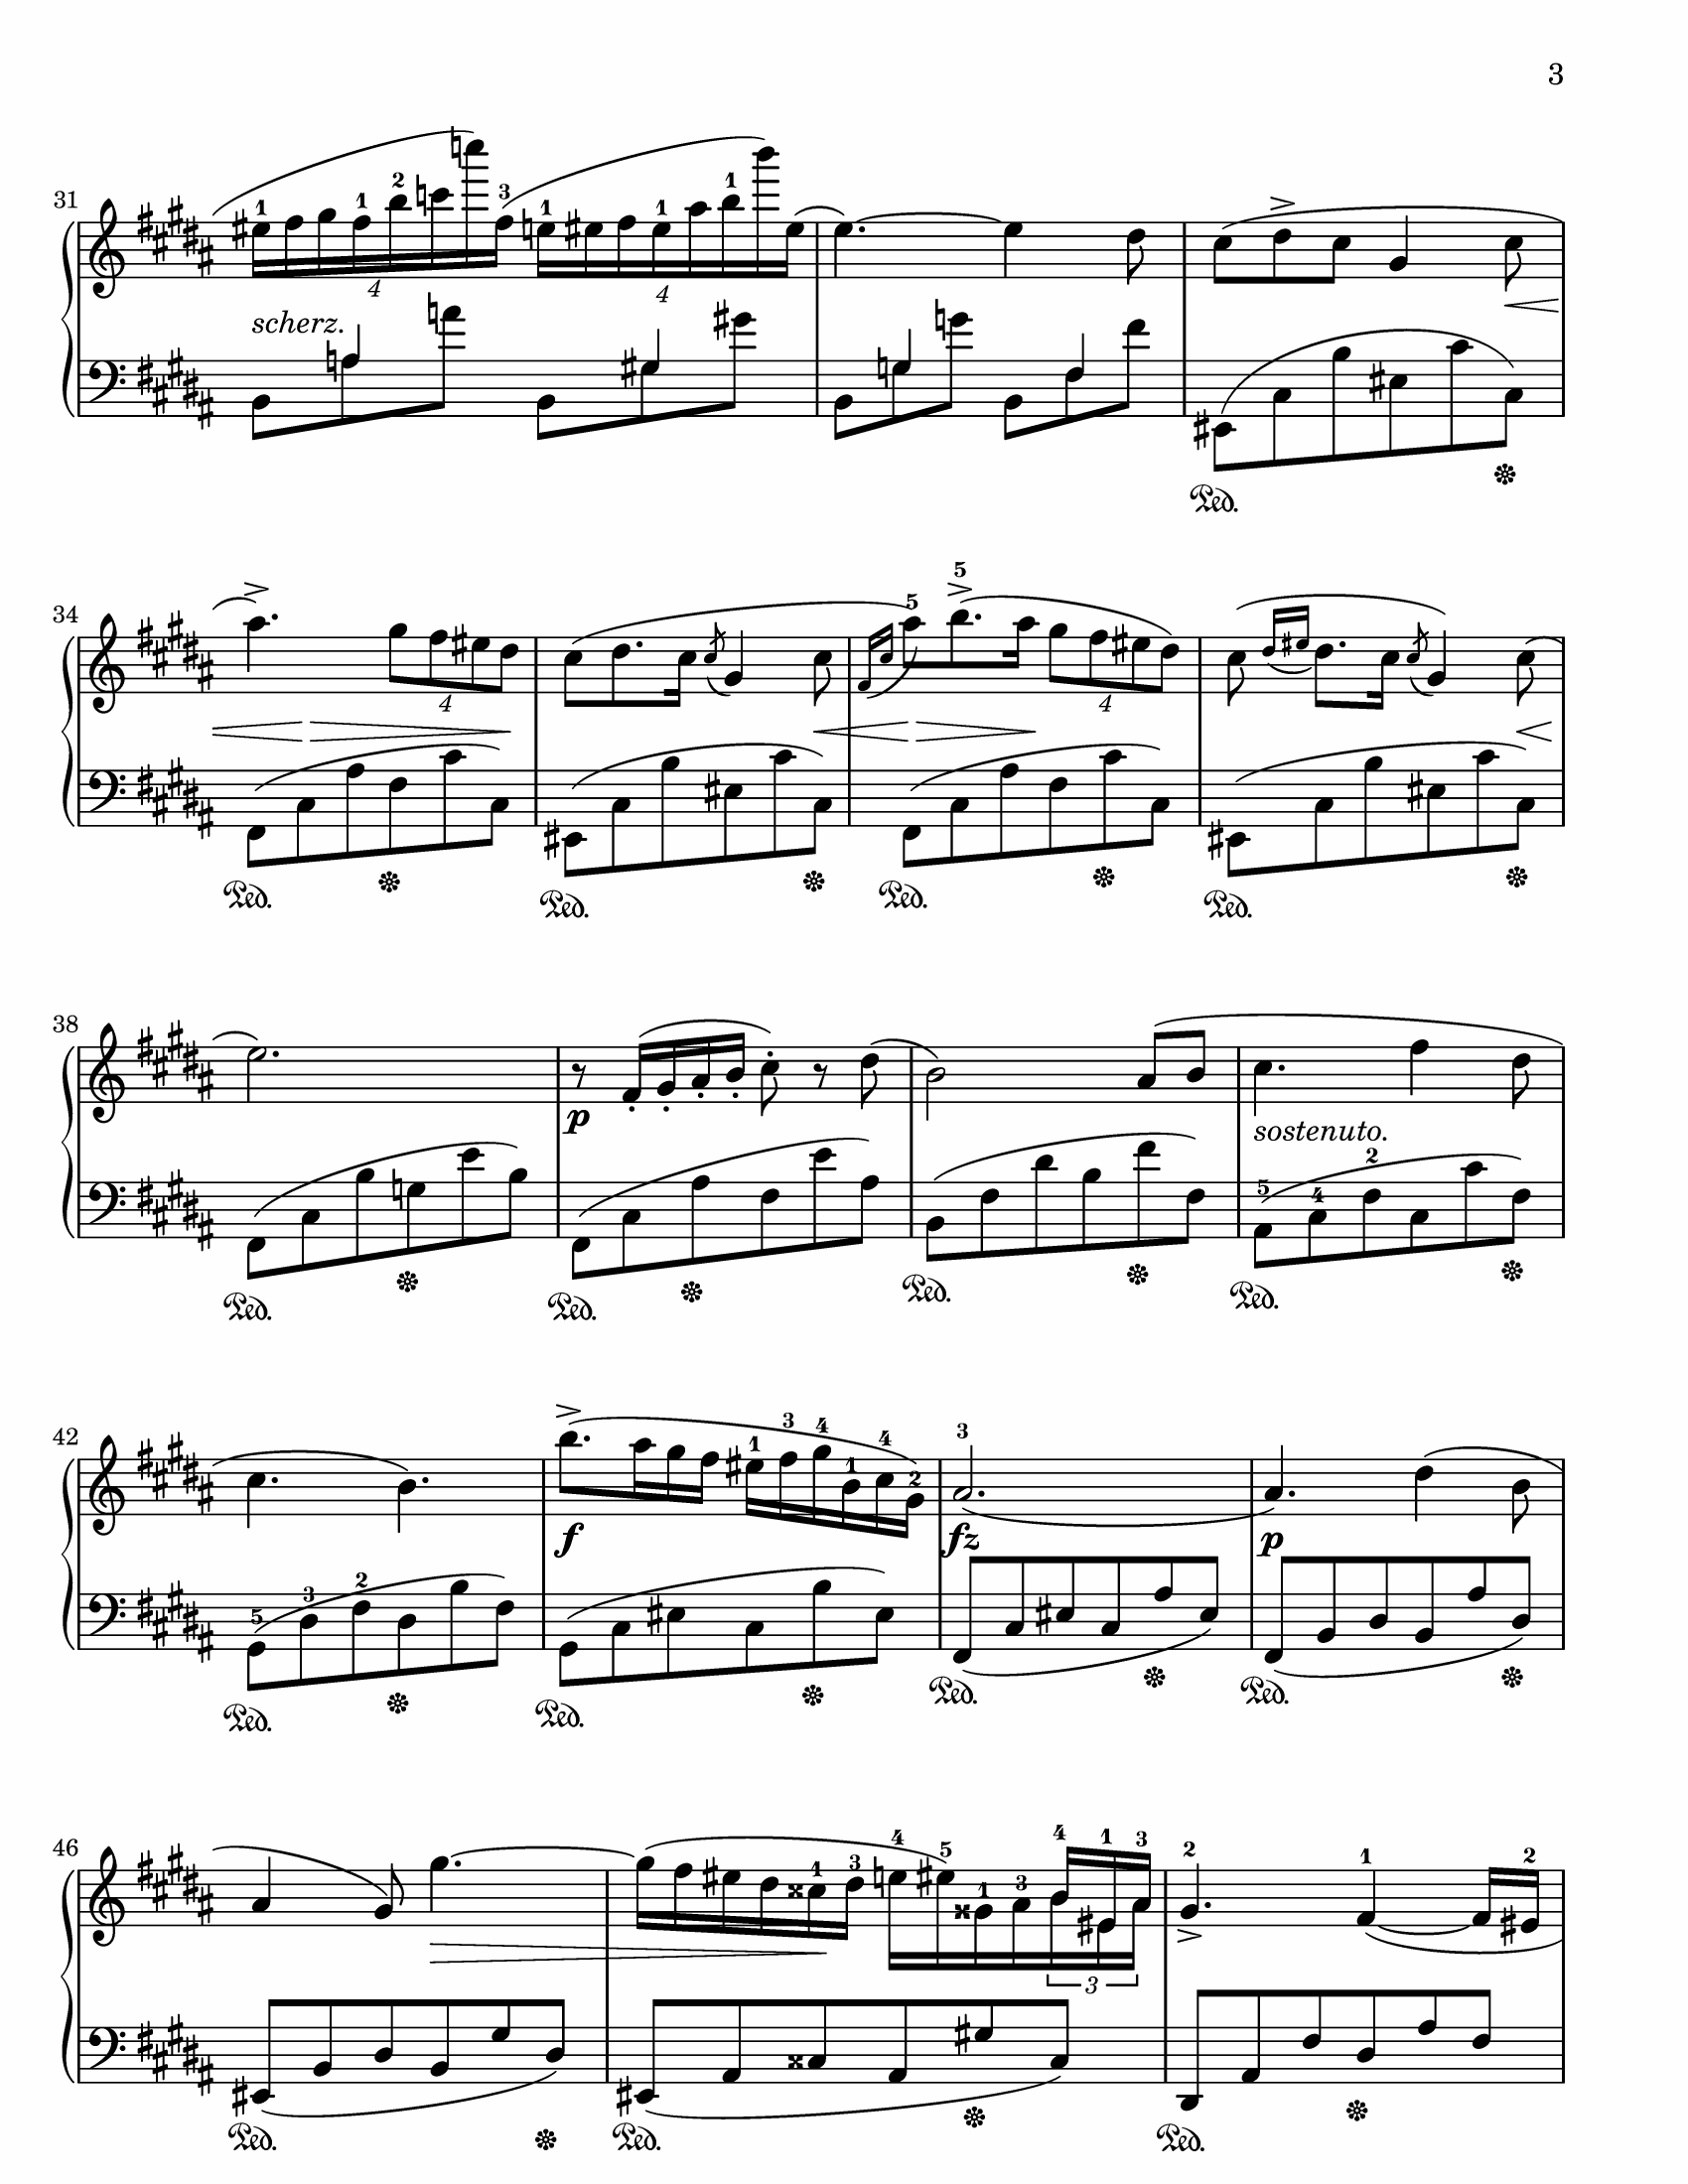 3
31
1 1 2 3 1 1 1
4 4
scherz.
Ped. *
34
5 5
4 4
Ped. * Ped. * Ped. * Ped. *
38
p
sostenuto.
5 4 2
Ped. * Ped. * Ped. * Ped. *
42
1 3 4 1 4 2 3
f fz p
5 3 2
Ped. * Ped. * Ped. * Ped. *
46
1 3 4 5 1 3 4 1 3 2 1 2
3
Ped. * Ped. * Ped. *